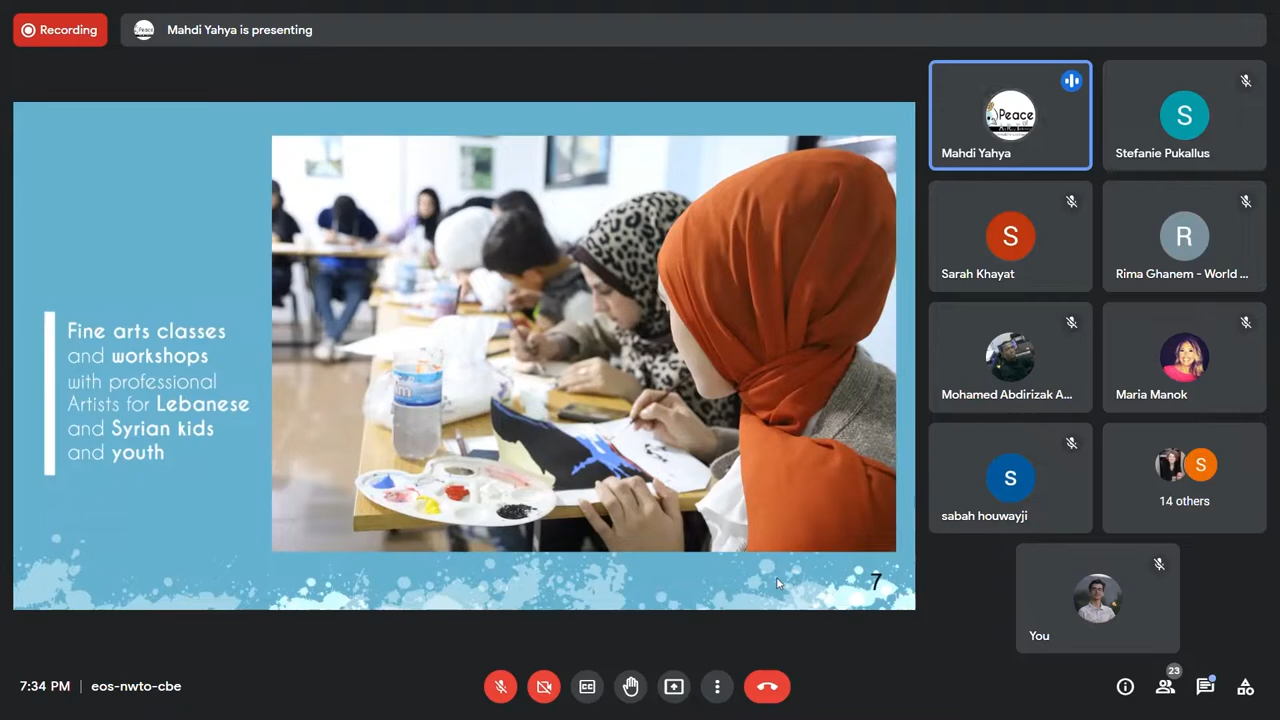 Recording
Mahdi Yahya is presenting
Fine arts classes
and workshops
with professional
Artists for Lebanese
and Syrian kids
and youth
7
Peace
Mahdi Yahya
S
Stefanie Pukallus
S
Sarah Khayat
R
Rima Ghanem - World ...
Mohamed Abdirizak A...
Maria Manok
s
sabah houwayji
S
14 others
You
7:34 PM | eos-nwto-cbe
CC
23